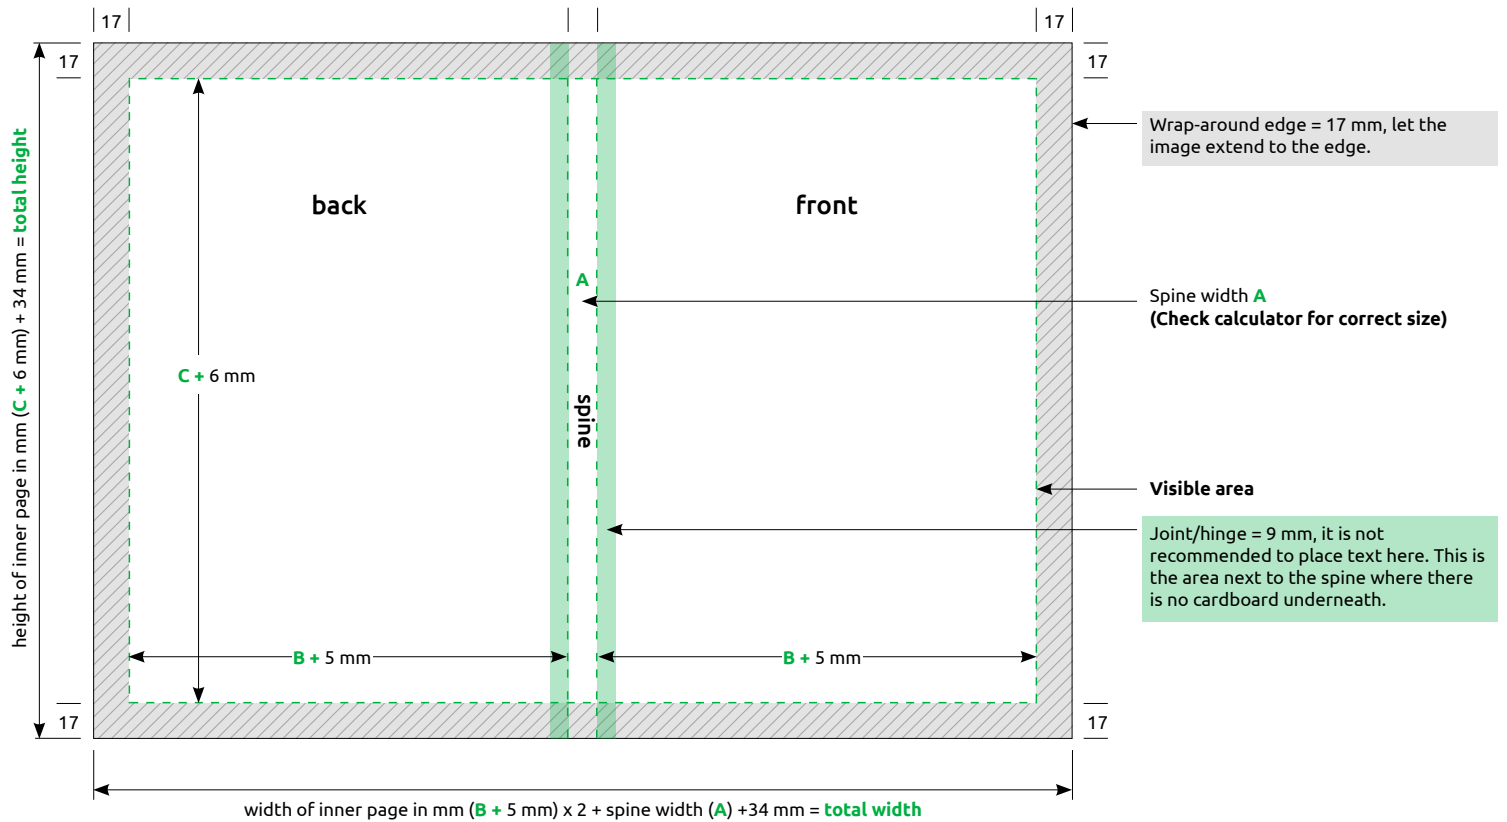 17
17
17
17
back
front
Wrap-around edge = 17 mm, let the
image extend to the edge.
A
Spine width A
(Check calculator for correct size)
height of inner page in mm (C + 6 mm) + 34 mm = total height
C + 6 mm
spine
Visible area
Joint/hinge = 9 mm, it is not
recommended to place text here. This is
the area next to the spine where there
is no cardboard underneath.
B + 5 mm
B + 5 mm
17
17
width of inner page in mm (B + 5 mm) x 2 + spine width (A) +34 mm = total width